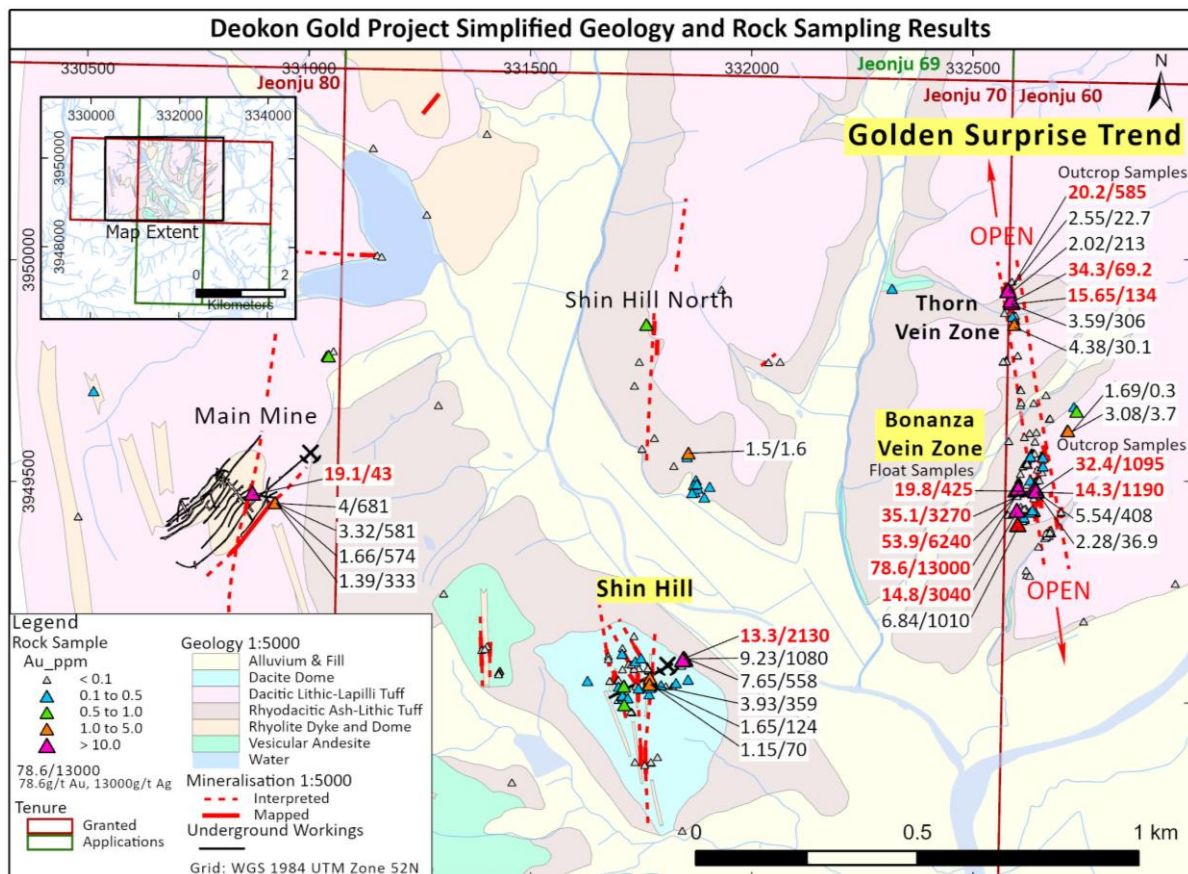 Deokon Gold Project Simplified Geology and Rock Sampling Results
330500
331000
331500
332000
332500
Jeonju 80
Jeonju 69
Jeonju 70
Jeonju 60
N
330000
332000
334000
3950000
3948000
Map Extent
0
2
Kilometers
3950000
3949500
Golden Surprise Trend
Outcrop Samples
20.2/585
2.55/22.7
2.02/213
34.3/69.2
15.65/134
3.59/306
4.38/30.1
OPEN
Thorn
Vein Zone
Shin Hill North
1.5/1.6
Main Mine
19.1/43
4/681
3.32/581
1.66/574
1.39/333
1.69/0.3
3.08/3.7
Bonanza
Vein Zone
Float Samples
19.8/425
35.1/3270
53.9/6240
78.6/13000
14.8/3040
6.84/1010
Outcrop Samples
32.4/1095
14.3/1190
5.54/408
2.28/36.9
OPEN
Shin Hill
13.3/2130
9.23/1080
7.65/558
3.93/359
1.65/124
1.15/70
Legend
Rock Sample
Au_ppm
< 0.1
0.1 to 0.5
0.5 to 1.0
1.0 to 5.0
> 10.0
78.6/13000
78.6g/t Au, 13000g/t Ag
Tenure
Granted
Applications
Geology 1:5000
Alluvium & Fill
Dacite Dome
Dacitic Lithic-Lapilli Tuff
Rhyodacitic Ash-Lithic Tuff
Rhyolite Dyke and Dome
Vesicular Andesite
Water
Mineralisation 1:5000
Interpreted
Mapped
Underground Workings
Grid: WGS 1984 UTM Zone 52N
0
0.5
1 km